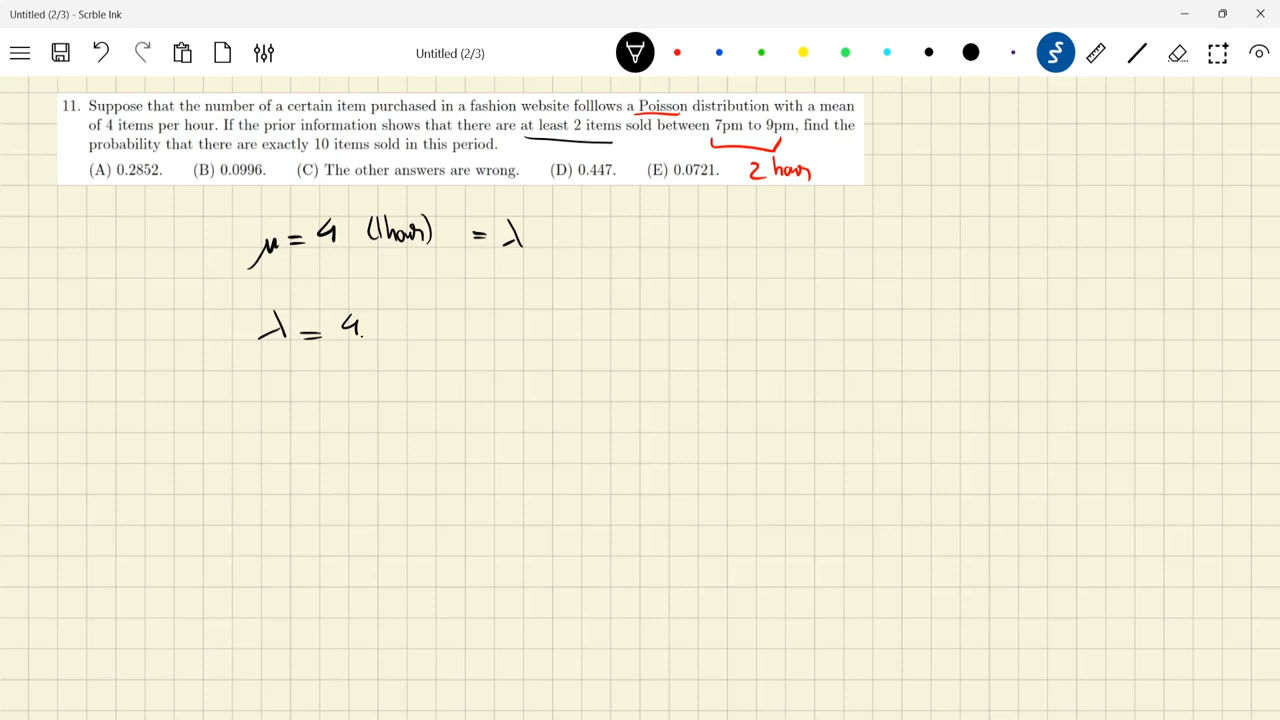 Untitled (2/3) - Scrble Ink
Untitled (2/3)
11. Suppose that the number of a certain item purchased in a fashion website folllows a Poisson distribution with a mean
of 4 items per hour. If the prior information shows that there are at least 2 items sold between 7pm to 9pm, find the
probability that there are exactly 10 items sold in this period.
(A) 0.2852. (B) 0.0996. (C) The other answers are wrong. (D) 0.447. (E) 0.0721. 2 hour
μ = 4 (1hour) = λ
λ = 4.